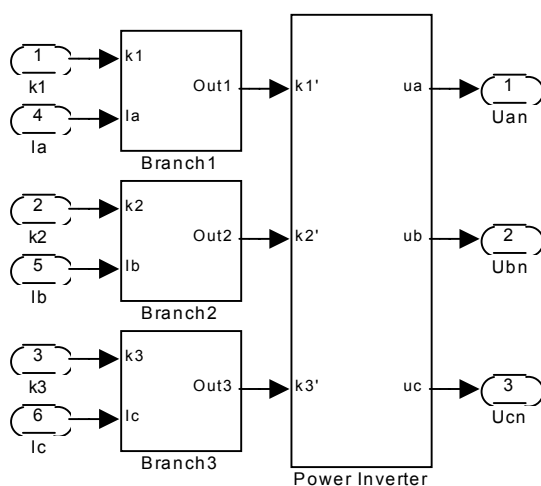 1
k1
4
Ia
k1
Ia
Out1
Branch1
2
k2
5
Ib
k2
Ib
Out2
Branch2
3
k3
6
Ic
k3
Ic
Out3
Branch3
k1'
k2'
k3'
ua
ub
uc
Power Inverter
1
Uan
2
Ubn
3
Ucn